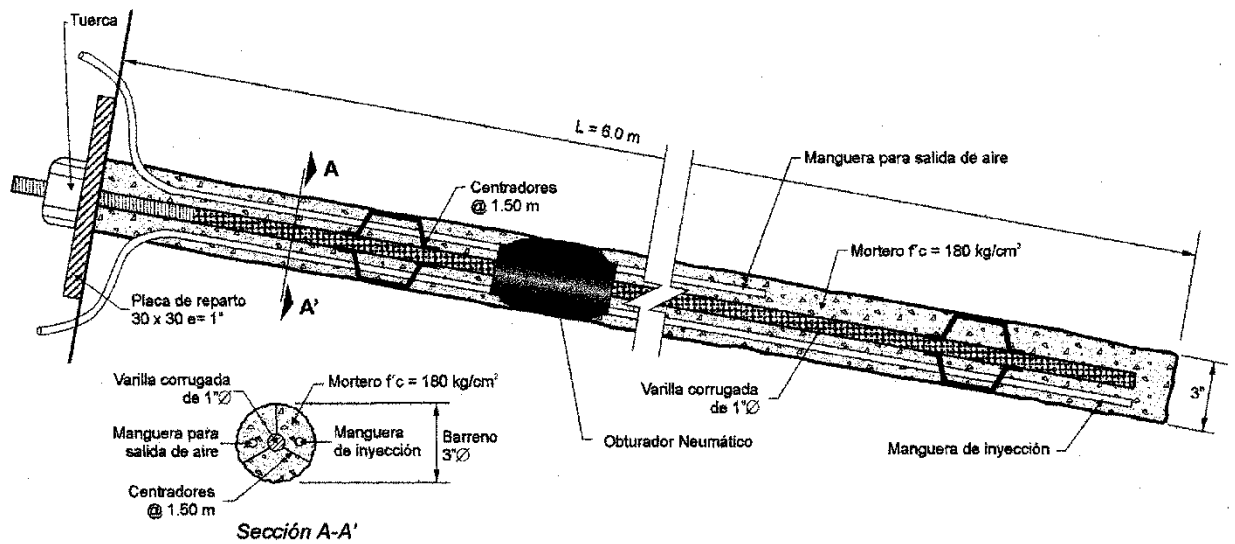 Tuerca
L = 6.0 m
Manguera para salida de aire
A
Centradores
@ 1.50 m
Mortero f'c = 180 kg/cm²
A'
Placa de reparto
30 x 30 e= 1"
Varilla corrugada
de 1"Ø
Mortero f'c = 180 kg/cm²
Varilla corrugada
de 1"Ø
3"
Manguera para
salida de aire
Manguera
de inyección
Barreno
3"Ø
Obturador Neumático
Manguera de inyección
Centradores
@ 1.50 m
Sección A-A'